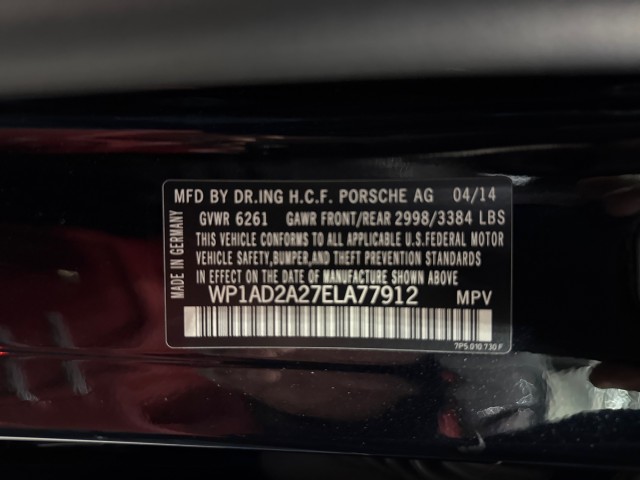 MFD BY DR.ING H.C.F. PORSCHE AG 04/14
GVWR 6261 GAWR FRONT/REAR 2998/3384 LBS
THIS VEHICLE CONFORMS TO ALL APPLICABLE U.S.FEDERAL MOTOR
VEHICLE SAFETY,BUMPER,AND THEFT PREVENTION STANDARDS
IN EFFECT ON THE DATE OF MANUFACTURE SHOWN ABOVE.
WP1AD2A27ELA77912 MPV
7P5.010.730 F
MADE IN GERMANY